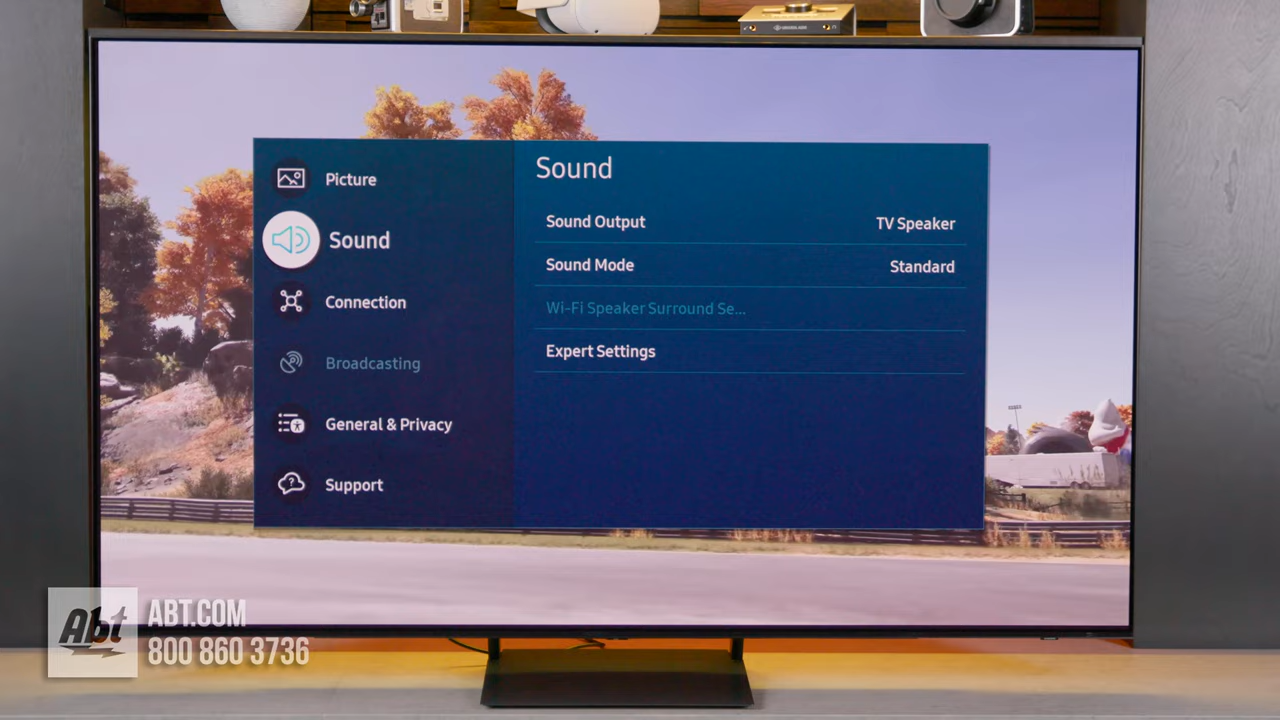 Picture
Sound
Connection
Broadcasting
General & Privacy
Support
Sound
Sound Output TV Speaker
Sound Mode Standard
Wi-Fi Speaker Surround Se...
Expert Settings
Abt
ABT.COM
800 860 3736